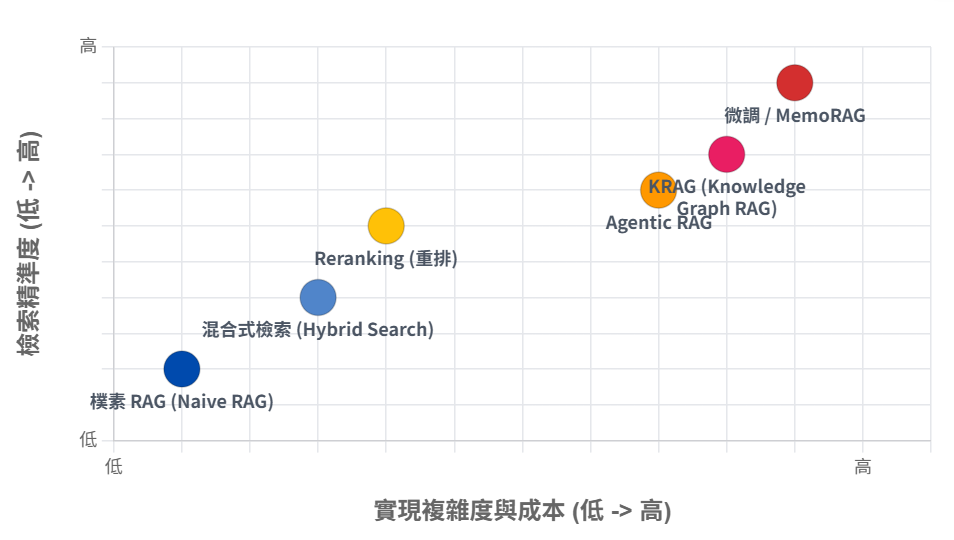 高
微調 / MemoRAG
KRAG (Knowledge
Graph RAG)
Agentic RAG
Reranking (重排)
混合式檢索 (Hybrid Search)
樸素 RAG (Naive RAG)
低
低
高
檢索精準度 (低 -> 高)
實現複雜度與成本 (低 -> 高)